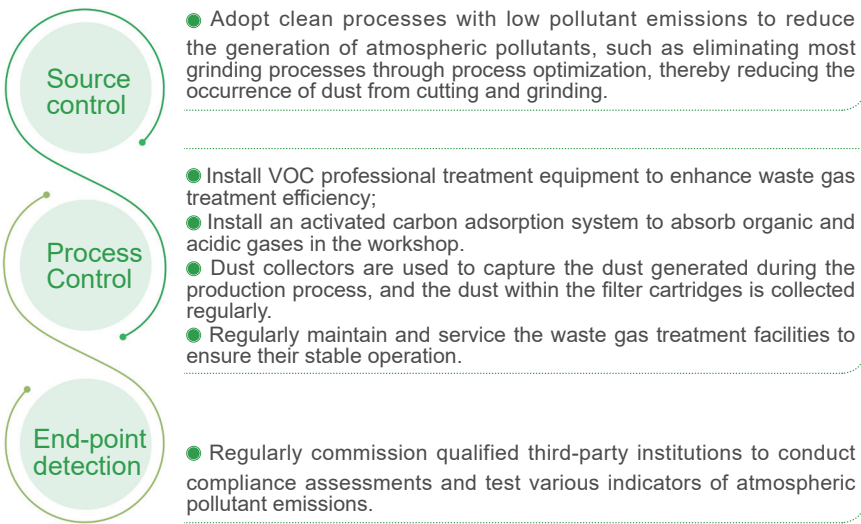 Source
control
● Adopt clean processes with low pollutant emissions to reduce
the generation of atmospheric pollutants, such as eliminating most
grinding processes through process optimization, thereby reducing the
occurrence of dust from cutting and grinding.
Process
Control
● Install VOC professional treatment equipment to enhance waste gas
treatment efficiency;
● Install an activated carbon adsorption system to absorb organic and
acidic gases in the workshop.
● Dust collectors are used to capture the dust generated during the
production process, and the dust within the filter cartridges is collected
regularly.
● Regularly maintain and service the waste gas treatment facilities to
ensure their stable operation.
End-point
detection
● Regularly commission qualified third-party institutions to conduct
compliance assessments and test various indicators of atmospheric
pollutant emissions.